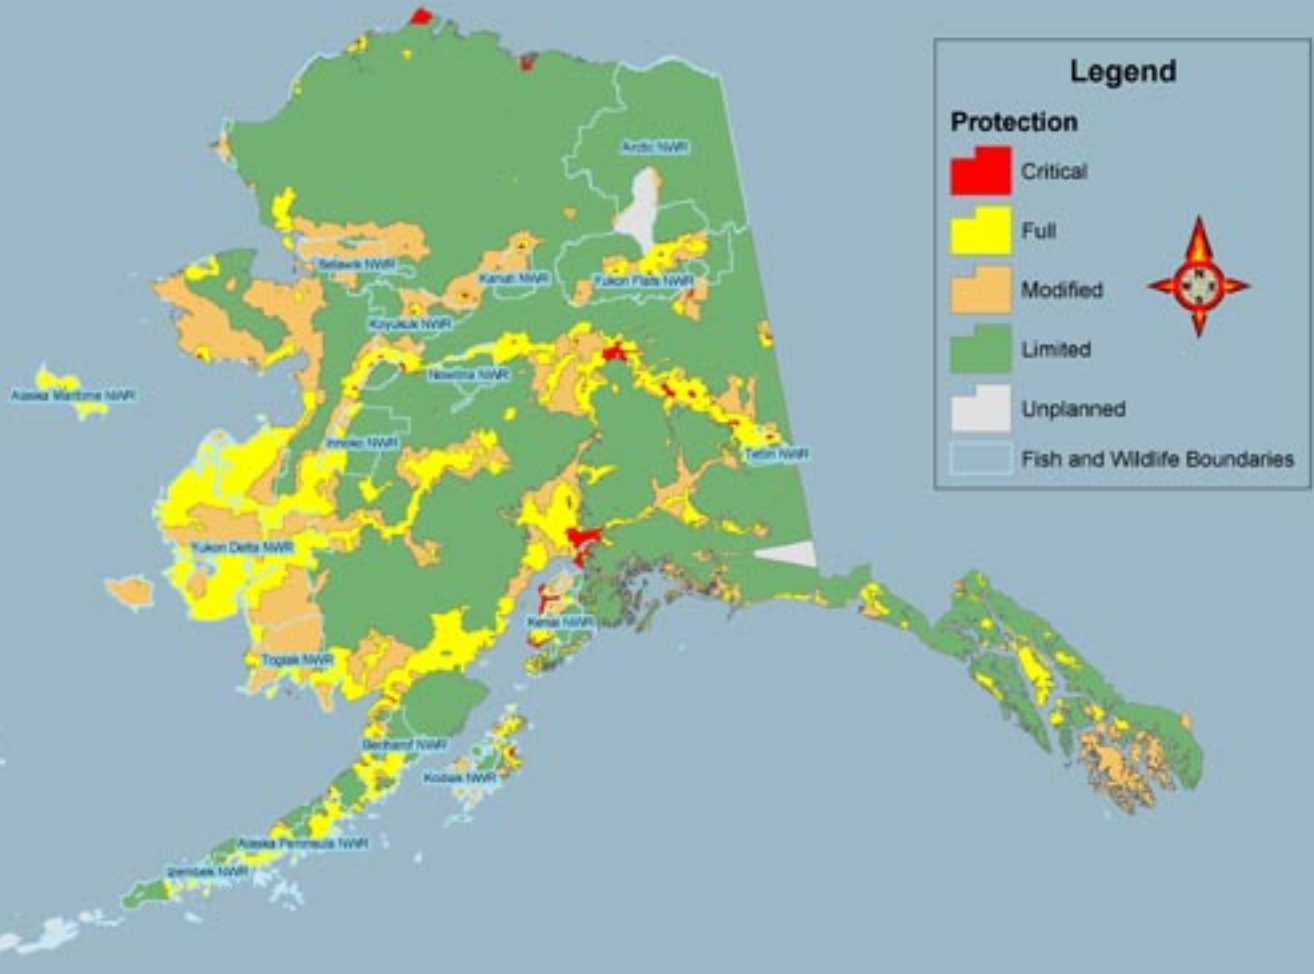 Legend
Protection
Critical
Full
Modified
Limited
Unplanned
Fish and Wildlife Boundaries
N
Arctic NWR
Selawik NWR
Kanuti NWR
Yukon Flats NWR
Koyukuk NWR
Nowitna NWR
Alaska Maritime NWR
Innoko NWR
Tetlin NWR
Yukon Delta NWR
Kenai NWR
Togiak NWR
Becharof NWR
Kodiak NWR
Alaska Peninsula NWR
Izembek NWR